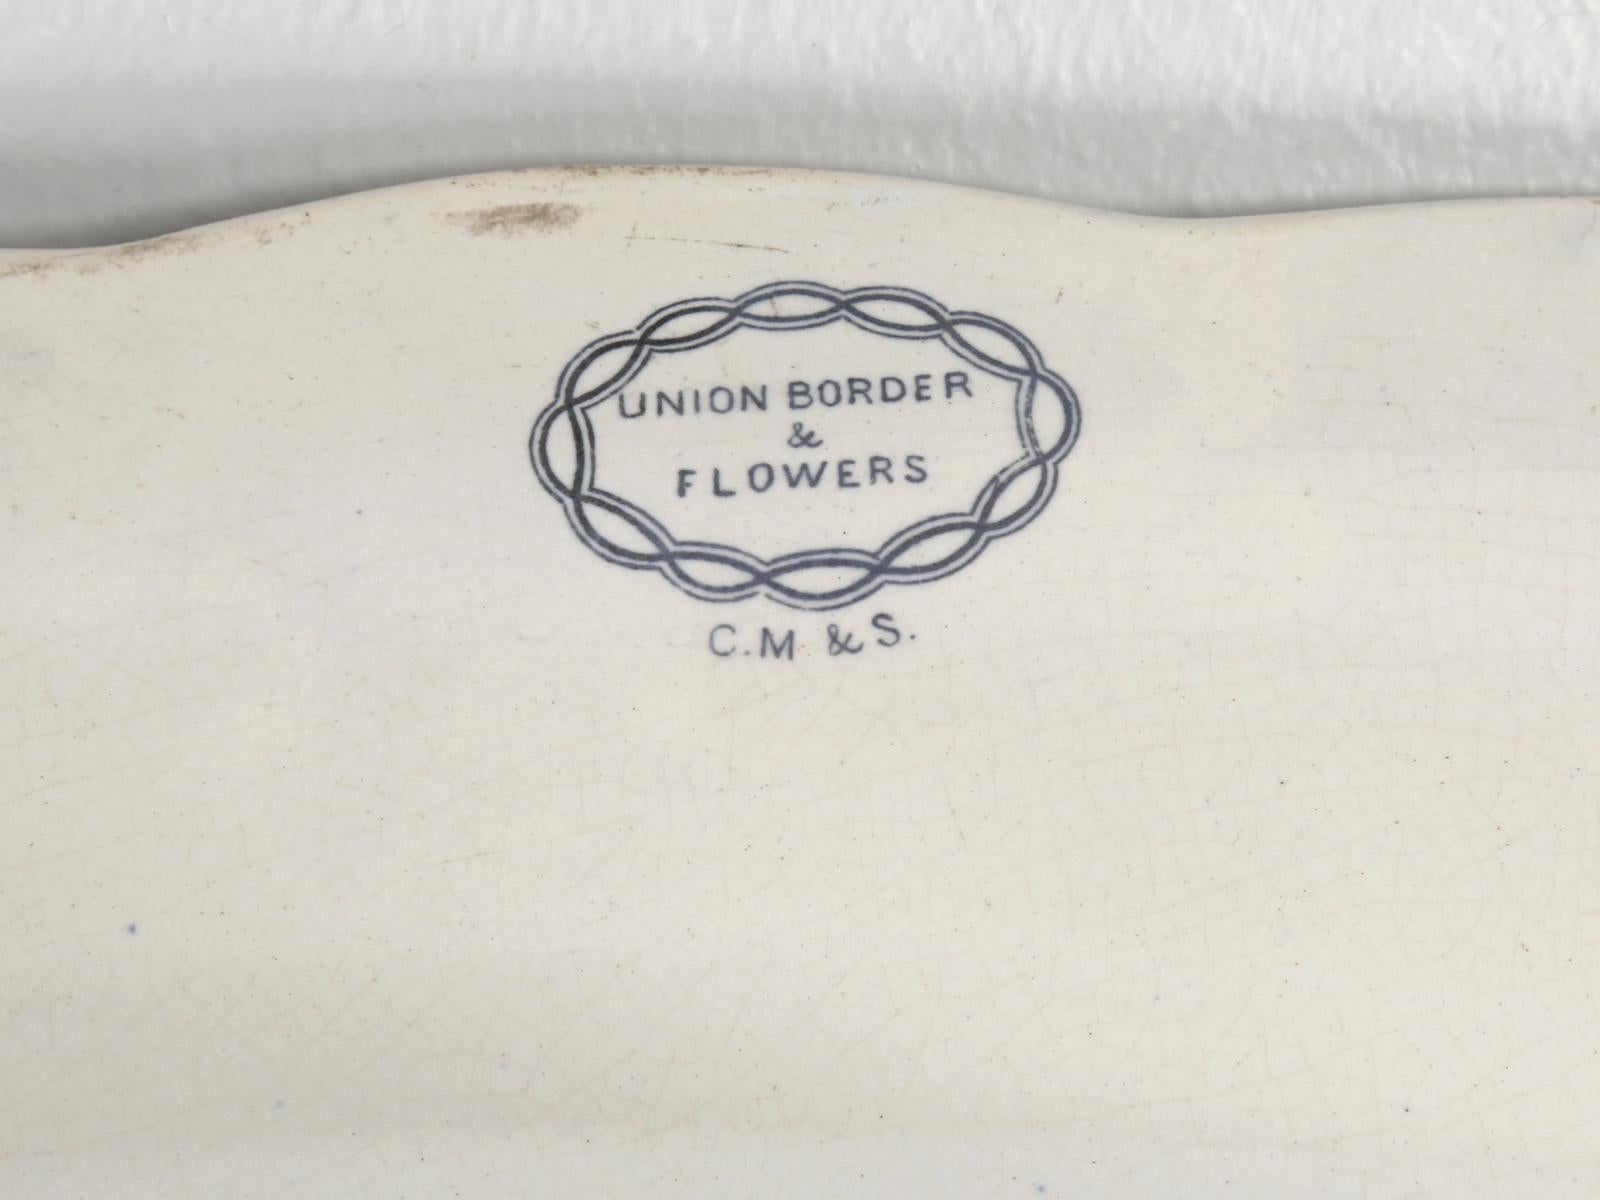 UNION BORDER
&
FLOWERS
C.M & S.